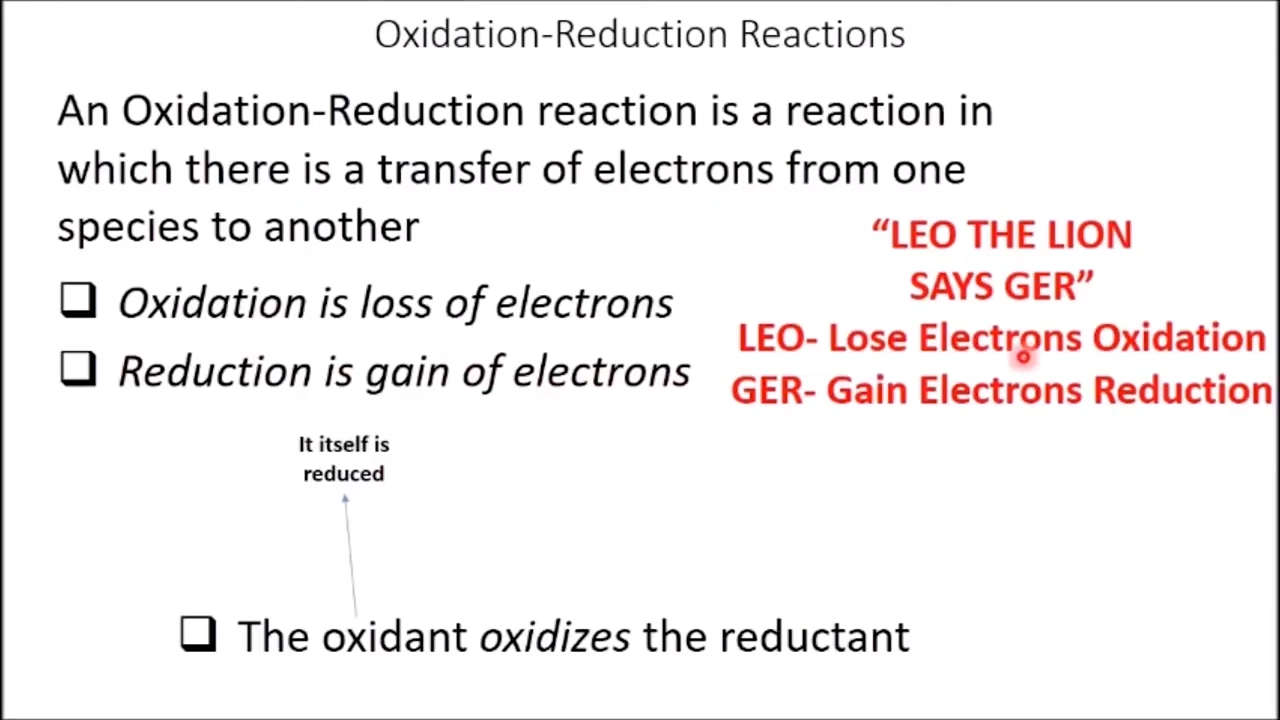 Oxidation-Reduction Reactions
An Oxidation-Reduction reaction is a reaction in
which there is a transfer of electrons from one
species to another
Oxidation is loss of electrons
Reduction is gain of electrons
“LEO THE LION
SAYS GER”
LEO- Lose Electrons Oxidation
GER- Gain Electrons Reduction
It itself is
reduced
The oxidant oxidizes the reductant